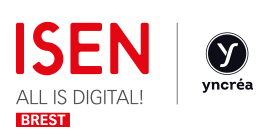 ISEN
ALL IS DIGITAL!
BREST
y
yncréa